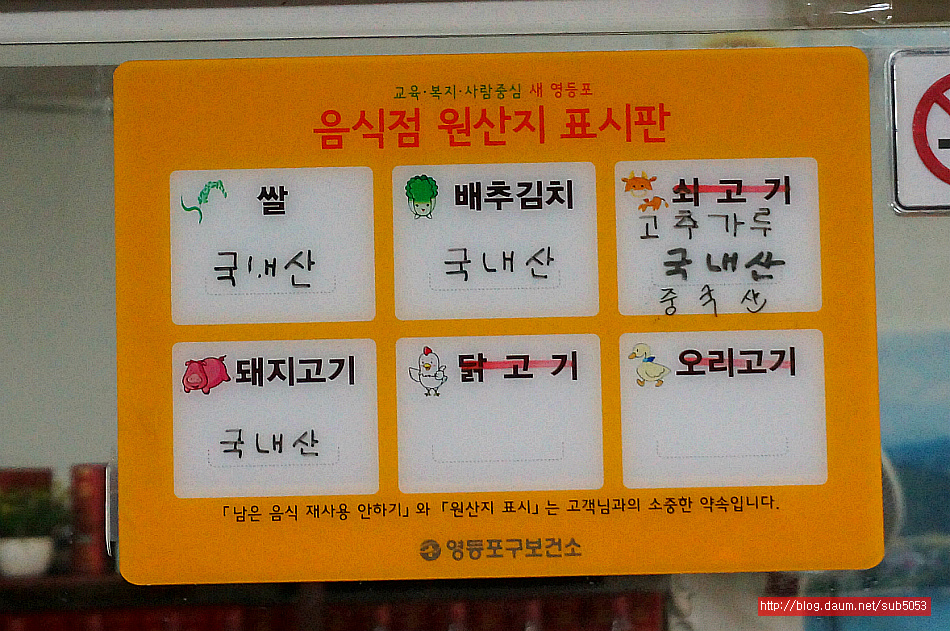 교육·복지·사람중심 새 영등포
음식점 원산지 표시판
쌀
국내산
배추김치
국내산
쇠고기
고추가루
국내산
중국산
돼지고기
국내산
닭고기
오리고기
「남은 음식 재사용 안하기」와 「원산지 표시」는 고객님과의 소중한 약속입니다.
영등포구보건소
http://blog.daum.net/sub5053